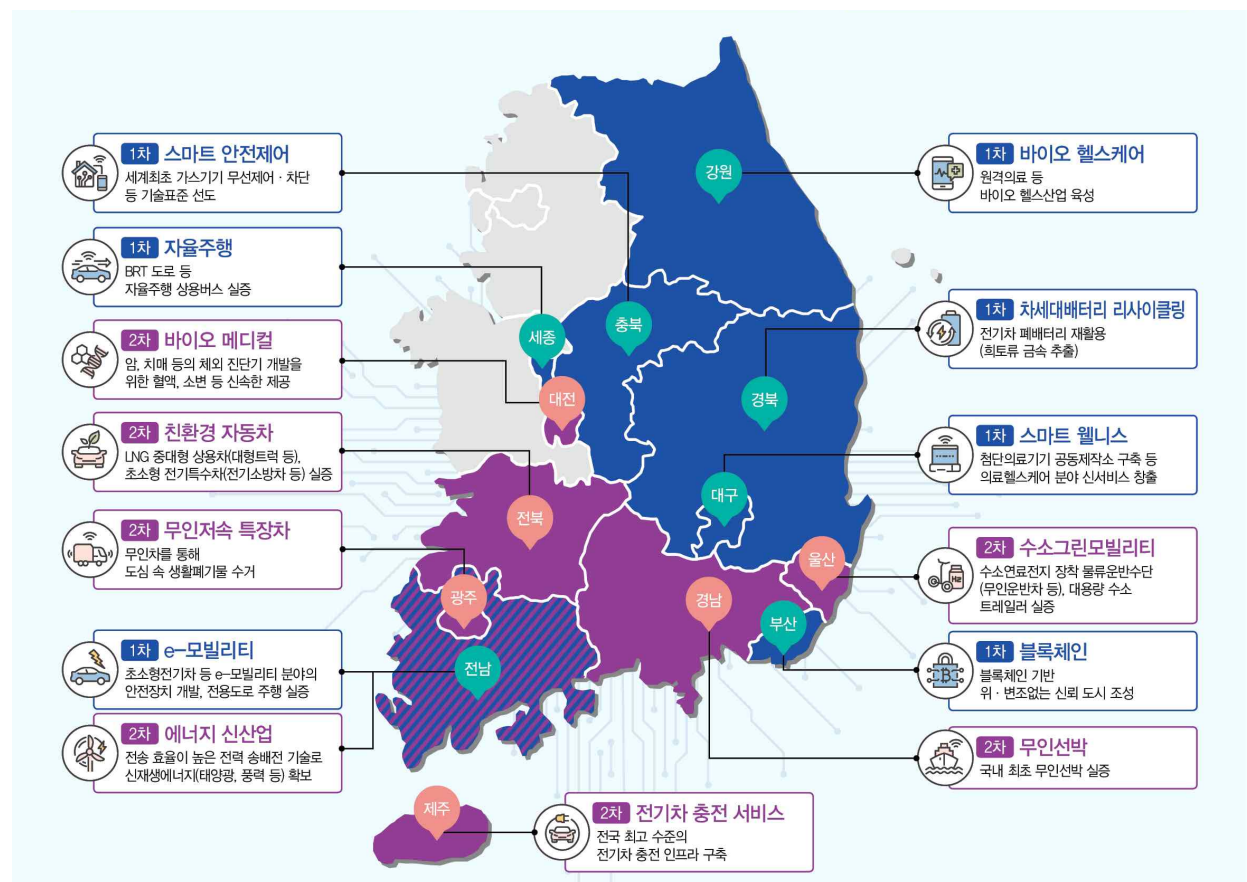 1차 스마트 안전제어
세계최초 가스기기 무선제어 · 차단
등 기술표준 선도
1차 자율주행
BRT 도로 등
자율주행 상용버스 실증
2차 바이오 메디컬
암, 치매 등의 체외 진단기 개발을
위한 혈액, 소변 등 신속한 제공
2차 친환경 자동차
LNG 중대형 상용차(대형트럭 등),
초소형 전기특수차(전기소방차 등) 실증
2차 무인저속 특장차
무인차를 통해
도심 속 생활폐기물 수거
1차 e-모빌리티
초소형전기차 등 e-모빌리티 분야의
안전장치 개발, 전용도로 주행 실증
2차 에너지 신산업
전송 효율이 높은 전력 송배전 기술로
신재생에너지(태양광, 풍력 등) 확보
강원
충북
세종
대전
경북
대구
전북
울산
광주
경남
부산
전남
제주
1차 바이오 헬스케어
원격의료 등
바이오 헬스산업 육성
1차 차세대배터리 리사이클링
전기차 폐배터리 재활용
(희토류 금속 추출)
1차 스마트 웰니스
첨단의료기기 공동제작소 구축 등
의료헬스케어 분야 신서비스 창출
2차 수소그린모빌리티
수소연료전지 장착 물류운반수단
(무인운반차 등), 대용량 수소
트레일러 실증
H2
1차 블록체인
블록체인 기반
위 · 변조없는 신뢰 도시 조성
2차 무인선박
국내 최초 무인선박 실증
2차 전기차 충전 서비스
전국 최고 수준의
전기차 충전 인프라 구축